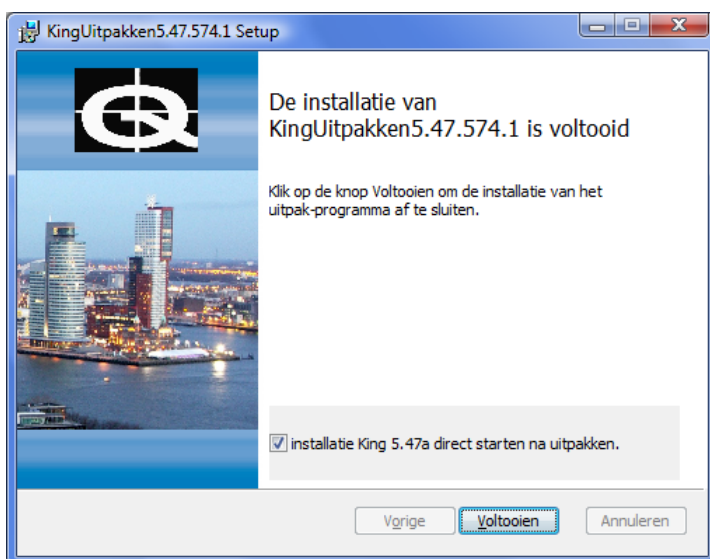 KingUitpakken5.47.574.1 Setup
De installatie van
KingUitpakken5.47.574.1 is voltooid
Klik op de knop Voltooien om de installatie van het
uitpak-programma af te sluiten.
installatie King 5.47a direct starten na uitpakken.
Vorige
Voltooien
Annuleren